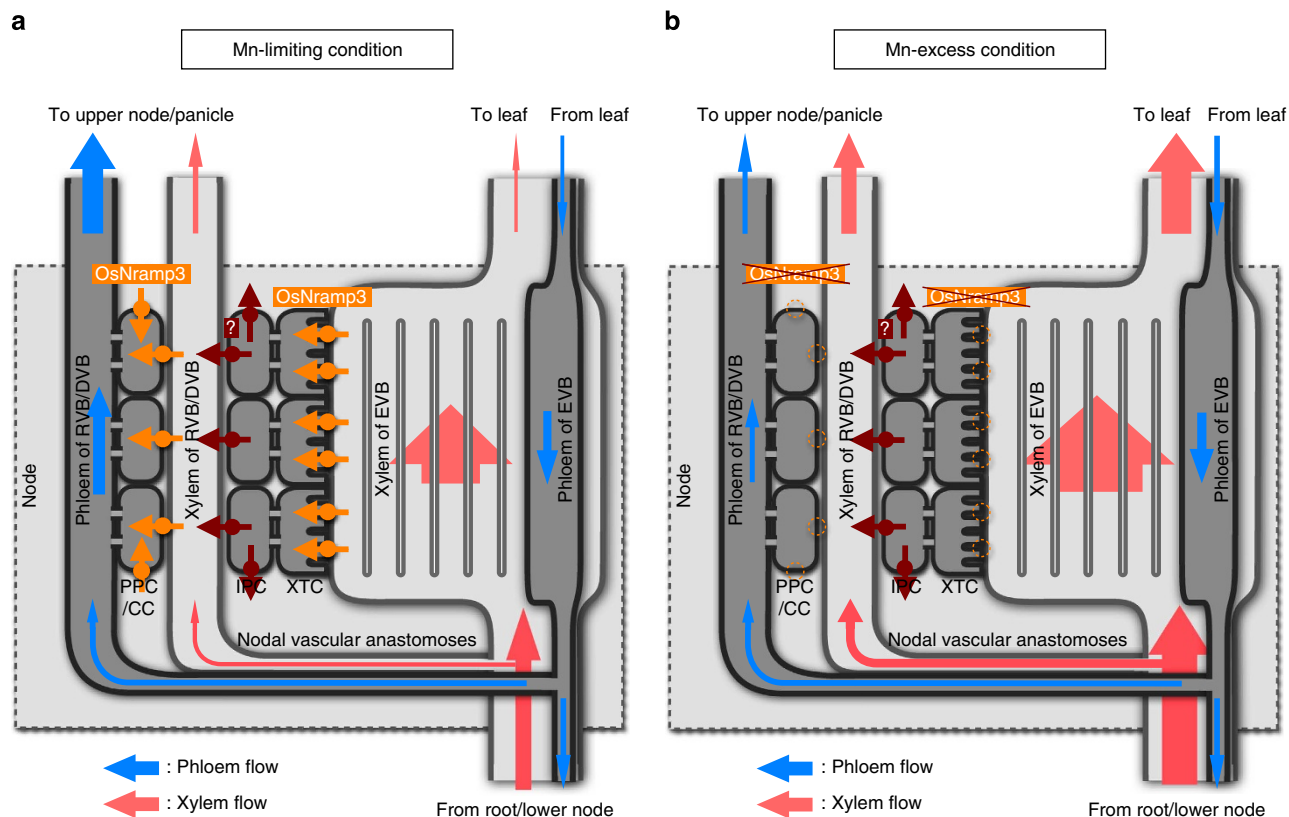 a
Mn-limiting condition
To upper node/panicle
To leaf
From leaf
OsNramp3
OsNramp3
?
Node
Phloem of RVB/DVB
Xylem of RVB/DVB
Xylem of EVB
Phloem of EVB
PPC
/CC
IPC
XTC
Nodal vascular anastomoses
: Phloem flow
: Xylem flow
From root/lower node
b
Mn-excess condition
To upper node/panicle
To leaf
From leaf
OsNramp3
OsNramp3
?
Node
Phloem of RVB/DVB
Xylem of RVB/DVB
Xylem of EVB
Phloem of EVB
PPC
/CC
IPC
XTC
Nodal vascular anastomoses
: Phloem flow
: Xylem flow
From root/lower node